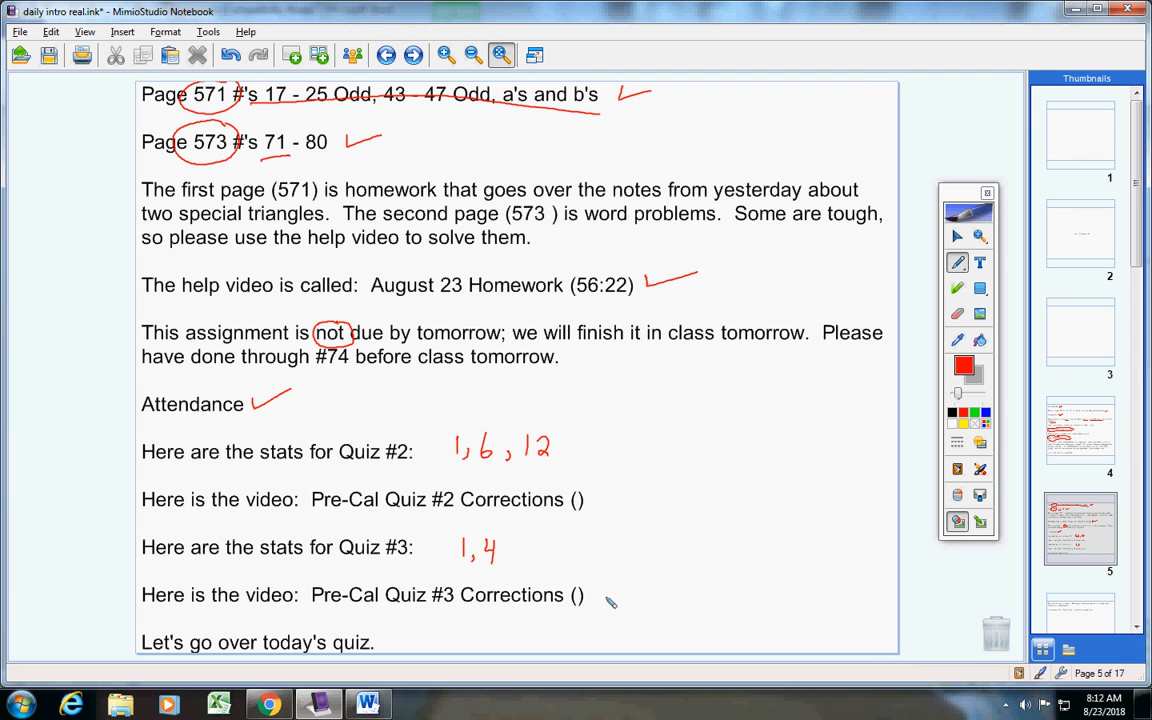 daily intro real.ink* - MimioStudio Notebook
File Edit View Insert Format Tools Help
Page 571 #'s 17 - 25 Odd, 43 - 47 Odd, a's and b's
Page 573 #'s 71 - 80
The first page (571) is homework that goes over the notes from yesterday about
two special triangles. The second page (573 ) is word problems. Some are tough,
so please use the help video to solve them.
The help video is called: August 23 Homework (56:22)
This assignment is not due by tomorrow; we will finish it in class tomorrow. Please
have done through #74 before class tomorrow.
Attendance
Here are the stats for Quiz #2: 1, 6, 12
Here is the video: Pre-Cal Quiz #2 Corrections ()
Here are the stats for Quiz #3: 1, 4
Here is the video: Pre-Cal Quiz #3 Corrections ()
Let's go over today's quiz.
Thumbnails
1
2
3
4
5
Page 5 of 17
8:12 AM
8/23/2018